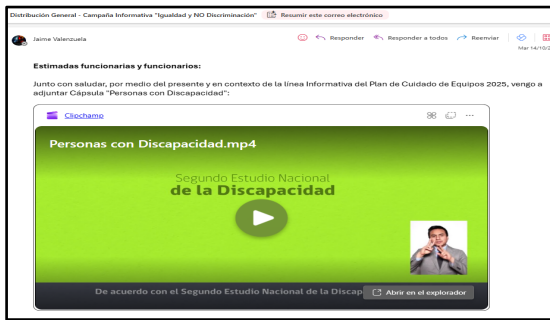 Distribución General - Campaña Informativa "Igualdad y NO Discriminación" Resumir este correo electrónico
Jaime Valenzuela Responder Responder a todos Reenviar
Mar 14/10/2
Estimadas funcionarias y funcionarios:
Junto con saludar, por medio del presente y en contexto de la línea Informativa del Plan de Cuidado de Equipos 2025, vengo a
adjuntar Cápsula "Personas con Discapacidad":
Clipchamp
Personas con Discapacidad.mp4
Segundo Estudio Nacional
de la Discapacidad
De acuerdo con el Segundo Estudio Nacional de la Discap
Abrir en el explorador